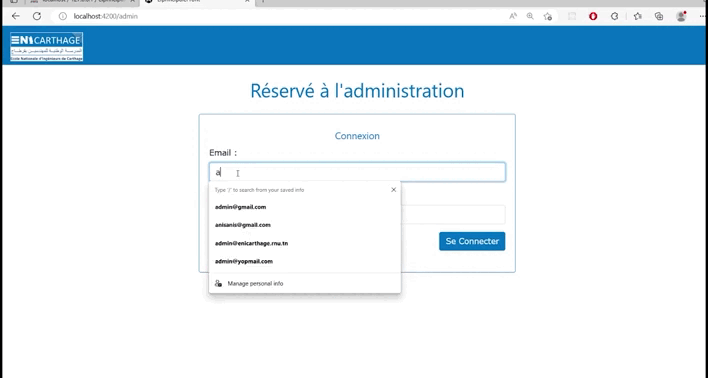 localhost:4200/admin
ENICARTHAGE
المدرسة الوطنية للمهندسين بقرطاج
Ecole Nationale d'Ingénieurs de Carthage
Réservé à l'administration
Connexion
Email :
a
Type '/' to search from your saved info
admin@gmail.com
anisanis@gmail.com
admin@enicarthage.rnu.tn
admin@yopmail.com
Se Connecter
Manage personal info